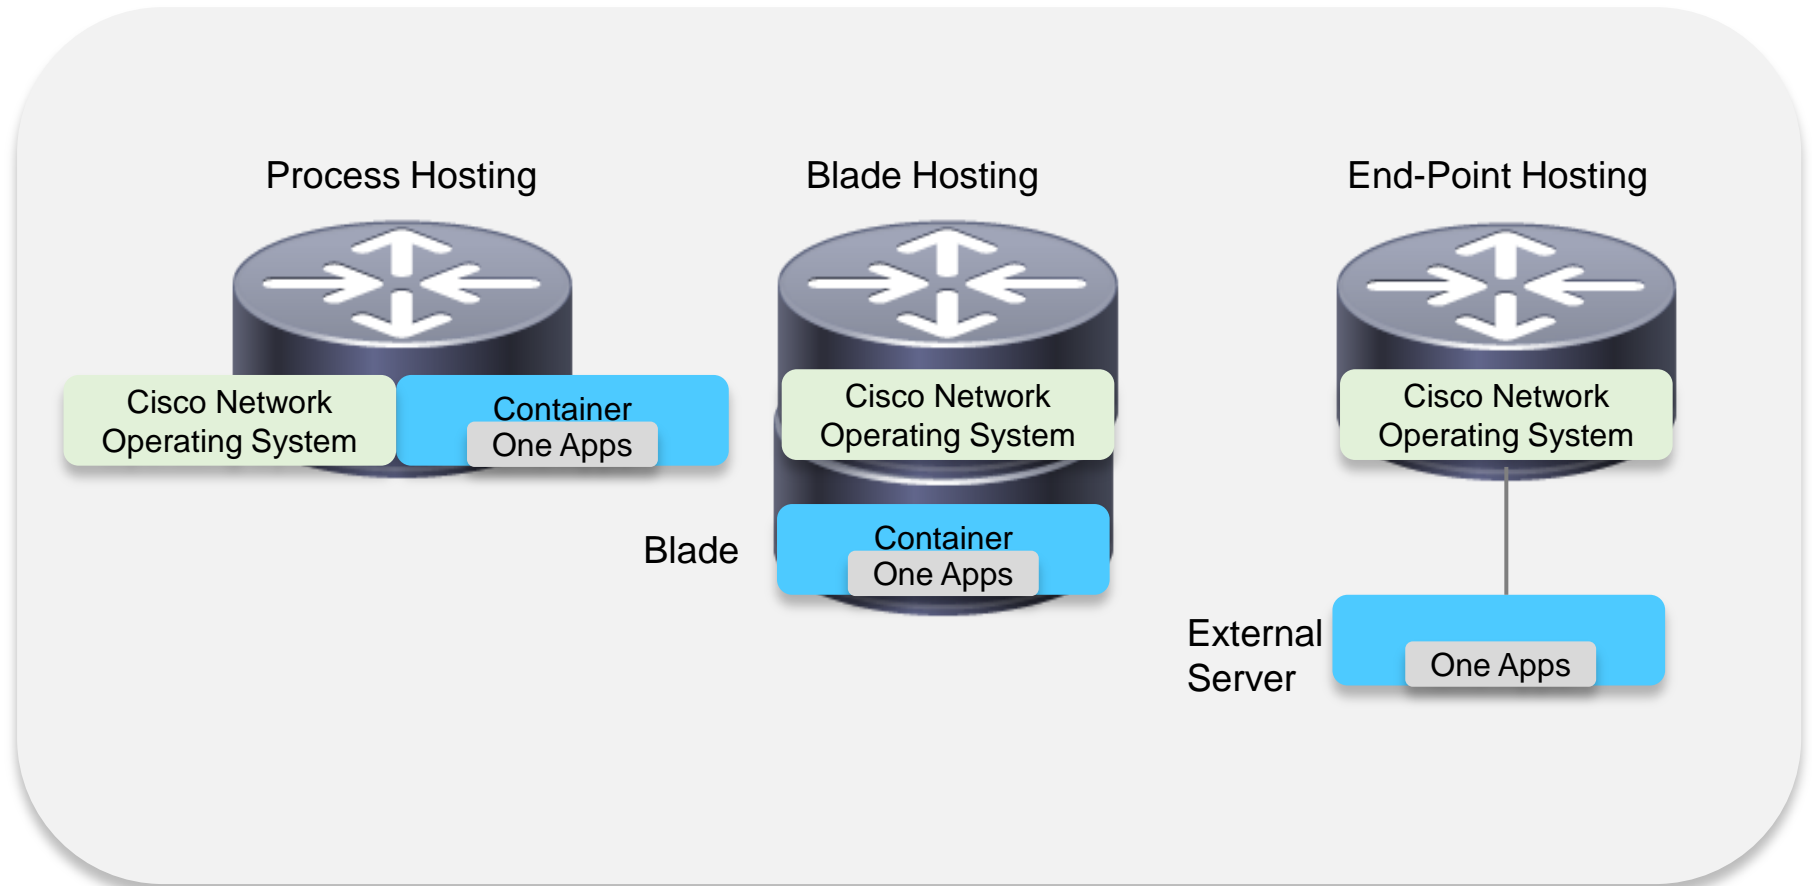 Process Hosting
Cisco Network
Operating System
Container
One Apps
Blade Hosting
Cisco Network
Operating System
Blade
Container
One Apps
End-Point Hosting
Cisco Network
Operating System
External
Server
One Apps